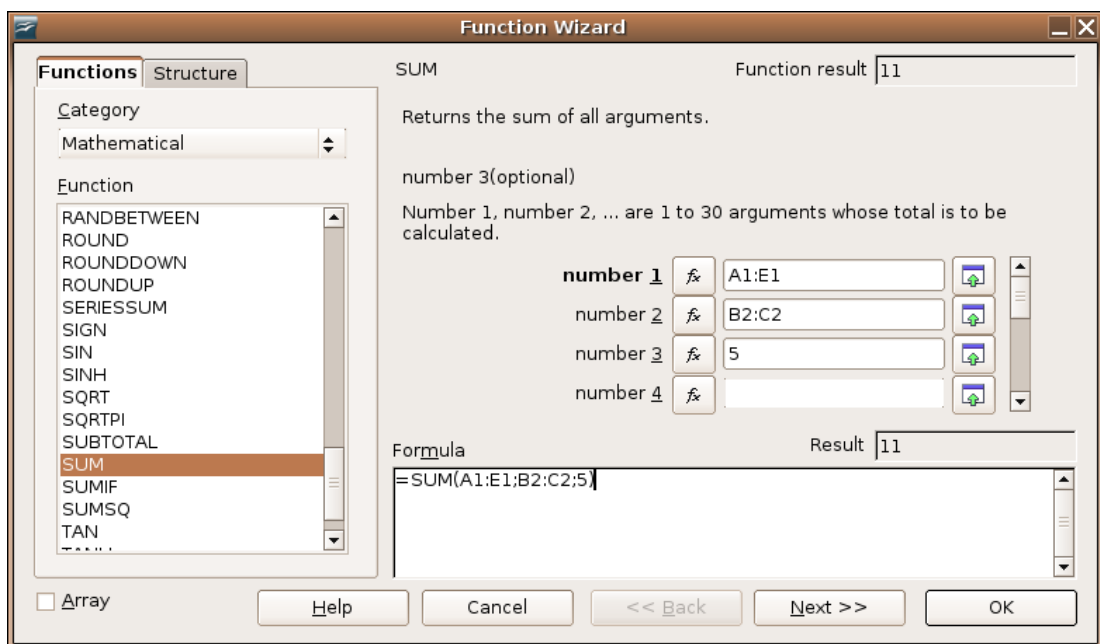 Function Wizard
Functions
Structure
Category
Mathematical
Function
RANDBETWEEN
ROUND
ROUNDDOWN
ROUNDUP
SERIESSUM
SIGN
SIN
SINH
SQRT
SQRTPI
SUBTOTAL
SUM
SUMIF
SUMSQ
TAN
Array
SUM
Function result 11
Returns the sum of all arguments.
number 3(optional)
Number 1, number 2, ... are 1 to 30 arguments whose total is to be
calculated.
number 1 fx A1:E1
number 2 fx B2:C2
number 3 fx 5
number 4 fx
Formula
Result 11
=SUM(A1:E1;B2:C2;5)
Help
Cancel
<< Back
Next >>
OK